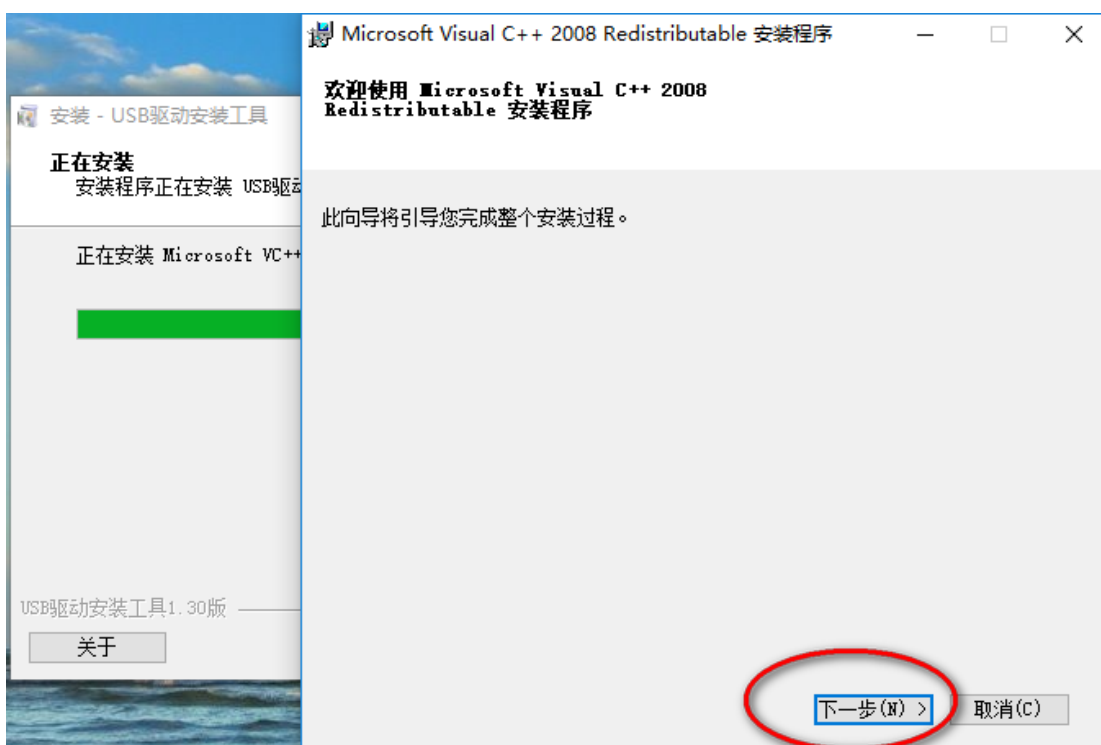 Microsoft Visual C++ 2008 Redistributable 安装程序
欢迎使用 Microsoft Visual C++ 2008
Redistributable 安装程序
此向导将引导您完成整个安装过程。
下一步(N) >
取消(C)
安装 - USB驱动安装工具
正在安装
安装程序正在安装 USB驱
正在安装 Microsoft VC++
USB驱动安装工具1.30版
关于